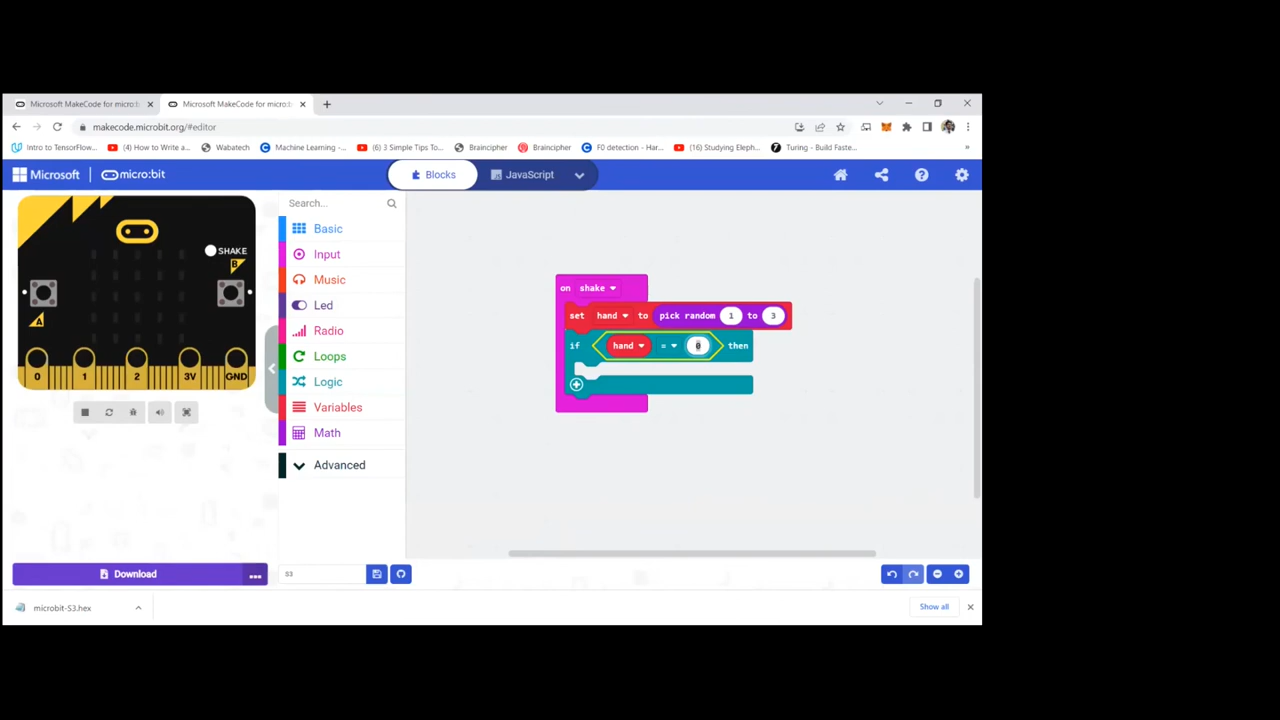 Microsoft MakeCode for micro:b
Microsoft MakeCode for micro:b
makecode.microbit.org/#editor
Intro to TensorFlow...
(4) How to Write a...
Wabatech
Machine Learning -...
(6) 3 Simple Tips To...
Braincipher
Braincipher
F0 detection - Har...
(16) Studying Eleph...
Turing - Build Faste...
Microsoft
micro:bit
Blocks
JavaScript
SHAKE
B
A
0 1 2 3V GND
Search...
Basic
Input
Music
Led
Radio
Loops
Logic
Variables
Math
Advanced
on shake
set hand to pick random 1 to 3
if hand = 0 then
Download
microbit-S3.hex
Show all